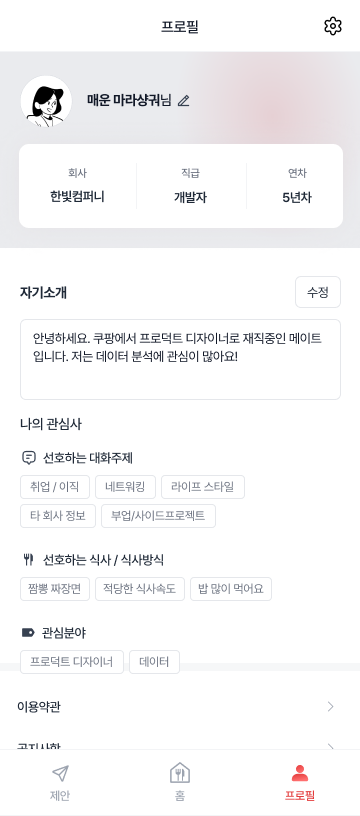 프로필
매운 마라샹궈님
회사
직급
연차
한빛컴퍼니
개발자
5년차
자기소개
수정
안녕하세요. 쿠팡에서 프로덕트 디자이너로 재직중인 메이트
입니다. 저는 데이터 분석에 관심이 많아요!
나의 관심사
선호하는 대화주제
취업 / 이직
네트워킹
라이프 스타일
타 회사 정보
부업/사이드프로젝트
선호하는 식사 / 식사방식
짬뽕 짜장면
적당한 식사속도
밥 많이 먹어요
관심분야
프로덕트 디자이너
데이터
이용약관
공지사항
제안
홈
프로필